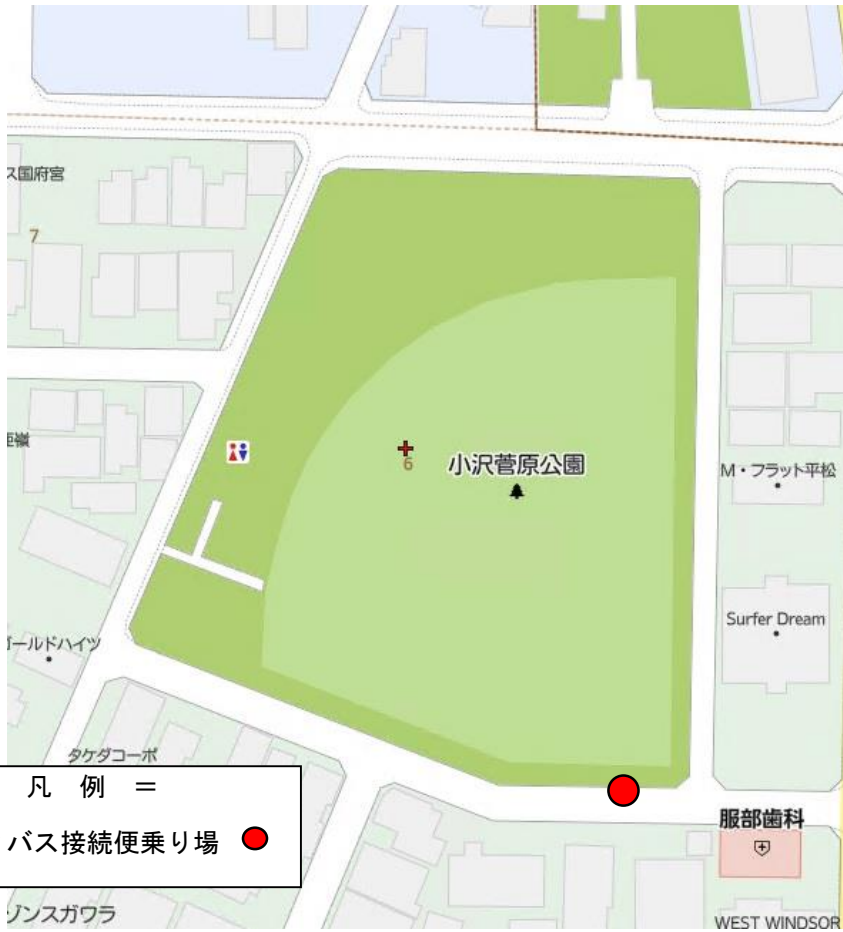 ス国府宮
7
6
小沢菅原公園
M・フラット平松
Surfer Dream
ールドハイツ
タケダコーポ
凡 例 ＝
バス接続便乗り場
服部歯科
ゾンスガワラ
WEST WINDSOR